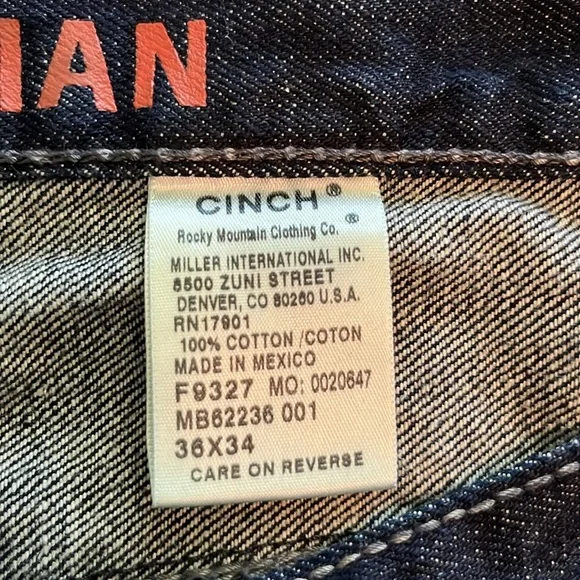 IAN
CINCH®
Rocky Mountain Clothing Co. ®
MILLER INTERNATIONAL INC.
8500 ZUNI STREET
DENVER, CO 80260 U.S.A.
RN17901
100% COTTON /COTON
MADE IN MEXICO
F9327 MO: 0020647
MB62236 001
36X34
CARE ON REVERSE